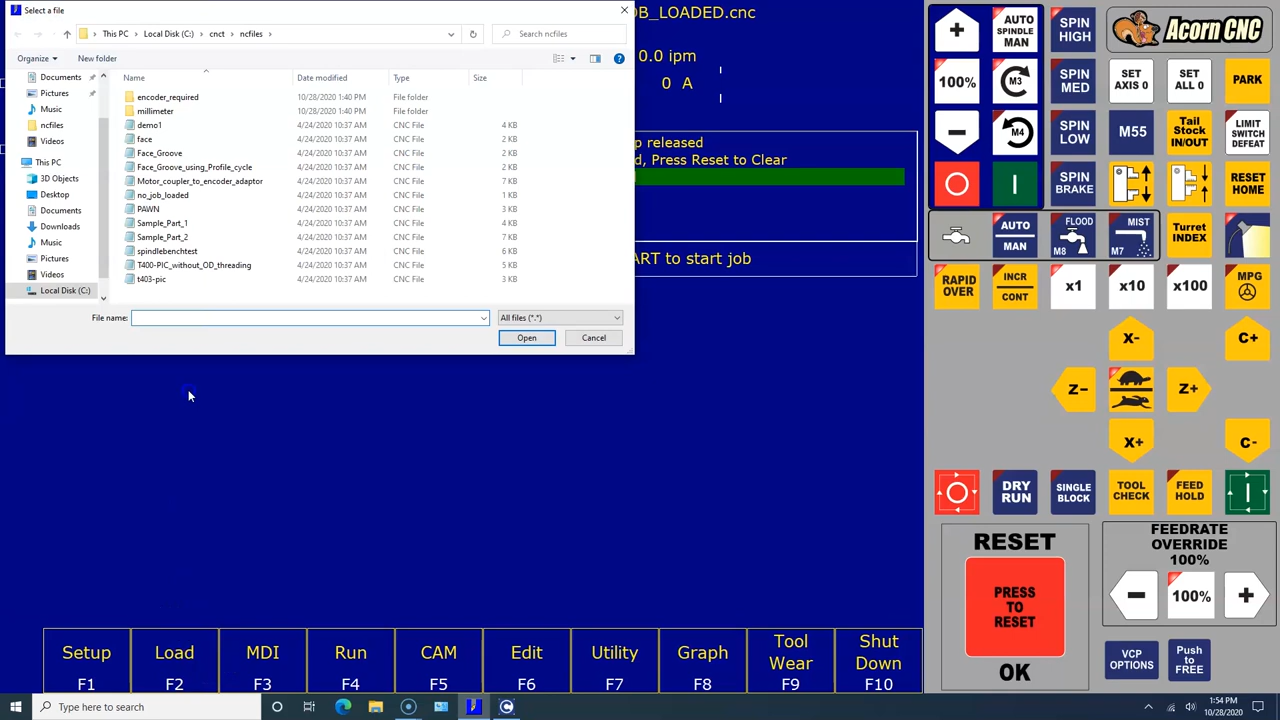 Select a file
This PC > Local Disk (C:) > cnct > ncfiles >
Search ncfiles
Organize
New folder
Documents
Pictures
Music
ncfiles
Videos
This PC
3D Objects
Desktop
Documents
Downloads
Music
Pictures
Videos
Local Disk (C:)
Name Date modified Type Size
encoder_required 10/28/2020 1:40 PM File folder
millimeter 10/28/2020 1:40 PM File folder
demo1 4/24/2020 10:37 AM CNC File 4 KB
face 4/24/2020 10:37 AM CNC File 2 KB
Face_Groove 4/24/2020 10:37 AM CNC File 2 KB
Face_Groove_using_Profile_cycle 4/24/2020 10:37 AM CNC File 2 KB
Motor_coupler_to_encoder_adaptor 4/24/2020 10:37 AM CNC File 7 KB
no_job_loaded 4/24/2020 10:37 AM CNC File 1 KB
PAWN 4/24/2020 10:37 AM CNC File 3 KB
Sample_Part_1 4/24/2020 10:37 AM CNC File 4 KB
Sample_Part_2 4/24/2020 10:37 AM CNC File 7 KB
spindlebenchtest 4/24/2020 10:37 AM CNC File 6 KB
T400-PIC_without_OD_threading 4/24/2020 10:37 AM CNC File 5 KB
t403-pic 4/24/2020 10:37 AM CNC File 3 KB
File name:
All files (*.*)
Open
Cancel
OB_LOADED.cnc
0.0 ipm
0 A
p released
d, Press Reset to Clear
ART to start job
+
AUTO
SPINDLE
MAN
SPIN
HIGH
Acorn CNC
100%
M3
SPIN
MED
SET
AXIS 0
SET
ALL 0
PARK
−
M4
SPIN
LOW
M55
Tail
Stock
IN/OUT
LIMIT
SWITCH
DEFEAT
SPIN
BRAKE
RESET
HOME
AUTO
MAN
FLOOD
M8
MIST
M7
Turret
INDEX
RAPID
OVER
INCR
CONT
x1
x10
x100
MPG
X-
C+
Z-
Z+
X+
C-
DRY
RUN
SINGLE
BLOCK
TOOL
CHECK
FEED
HOLD
RESET
PRESS
TO
RESET
OK
FEEDRATE
OVERRIDE
100%
−
100%
+
VCP
OPTIONS
Push
to
FREE
Setup
F1
Load
F2
MDI
F3
Run
F4
CAM
F5
Edit
F6
Utility
F7
Graph
F8
Tool
Wear
F9
Shut
Down
F10
Type here to search
1:54 PM
10/28/2020